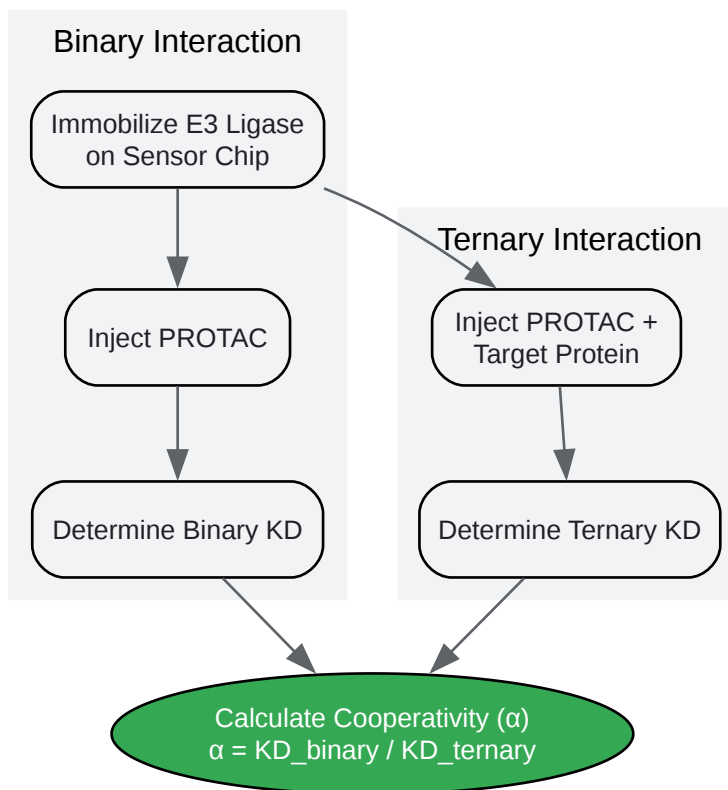 Binary Interaction
Immobilize E3 Ligase
on Sensor Chip
Ternary Interaction
Inject PROTAC
Inject PROTAC +
Target Protein
Determine Binary KD
Determine Ternary KD
Calculate Cooperativity (α)
α = KD_binary / KD_ternary